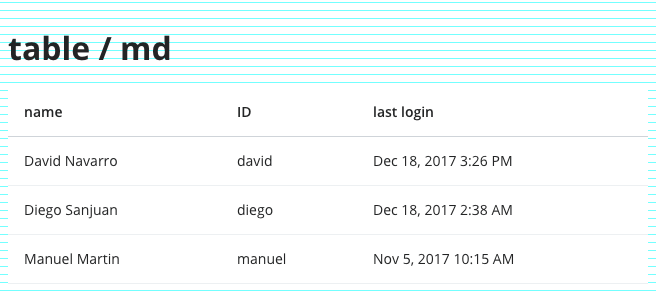 table / md
name ID last login
David Navarro david Dec 18, 2017 3:26 PM
Diego Sanjuan diego Dec 18, 2017 2:38 AM
Manuel Martin manuel Nov 5, 2017 10:15 AM